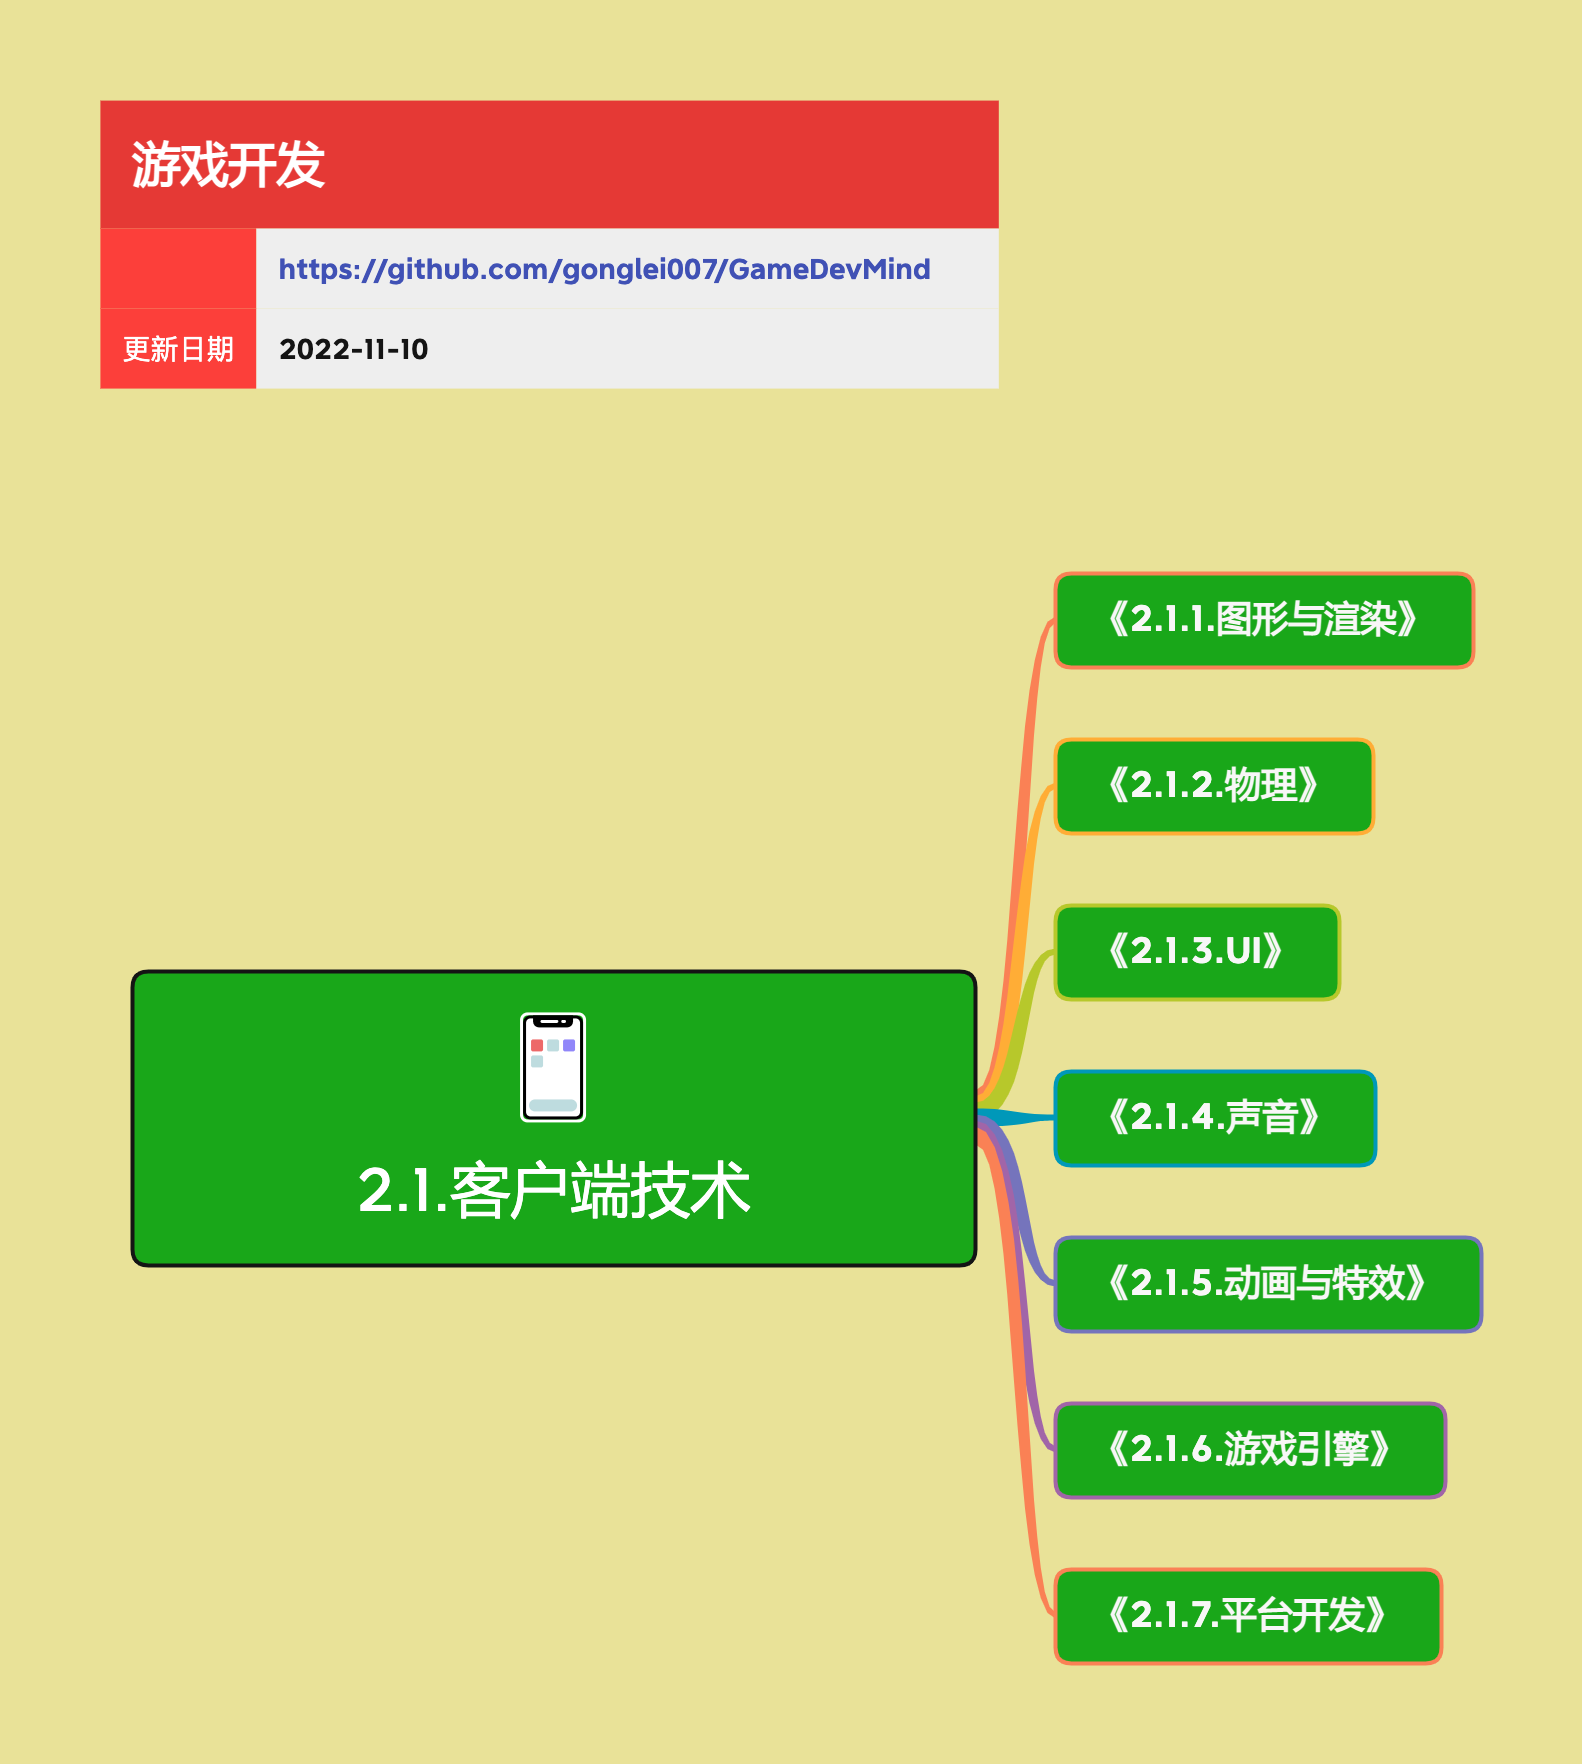 游戏开发
https://github.com/gonglei007/GameDevMind
更新日期 2022-11-10
《2.1.1.图形与渲染》
《2.1.2.物理》
《2.1.3.UI》
《2.1.4.声音》
2.1.客户端技术
《2.1.5.动画与特效》
《2.1.6.游戏引擎》
《2.1.7.平台开发》